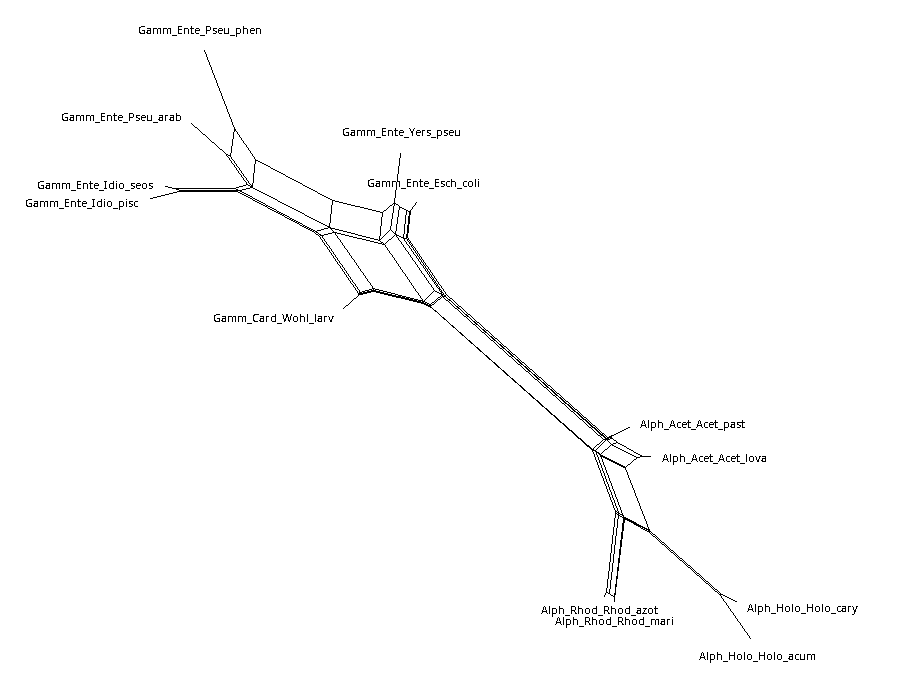 Gamm_Ente_Pseu_phen
Gamm_Ente_Pseu_arab
Gamm_Ente_Yers_pseu
Gamm_Ente_Esch_coli
Gamm_Ente_Idio_seos
Gamm_Ente_Idio_pisc
Gamm_Card_Wohl_larv
Alph_Acet_Acet_past
Alph_Acet_Acet_lova
Alph_Holo_Holo_cary
Alph_Rhod_Rhod_azot
Alph_Rhod_Rhod_mari
Alph_Holo_Holo_acum